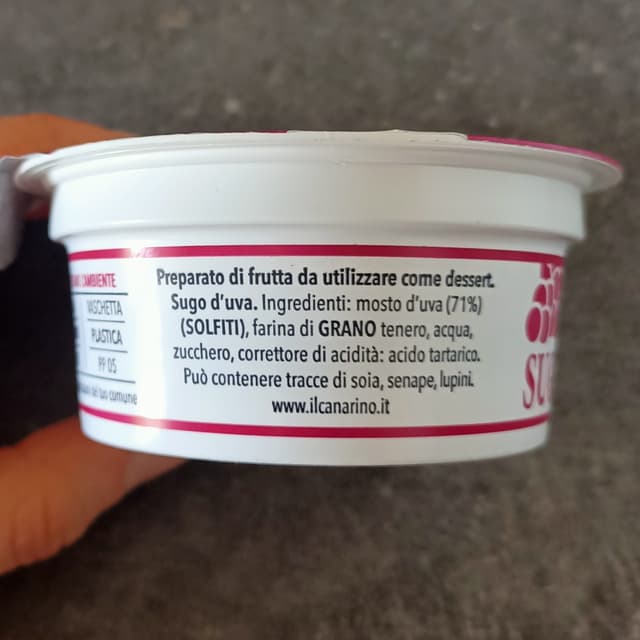 L'AMBIENTE
VASCHETTA
PLASTICA
PP 05
del tuo comune
Preparato di frutta da utilizzare come dessert.
Sugo d'uva. Ingredienti: mosto d'uva (71%)
(SOLFITI), farina di GRANO tenero, acqua,
zucchero, correttore di acidità: acido tartarico.
Può contenere tracce di soia, senape, lupini.
www.ilcanarino.it